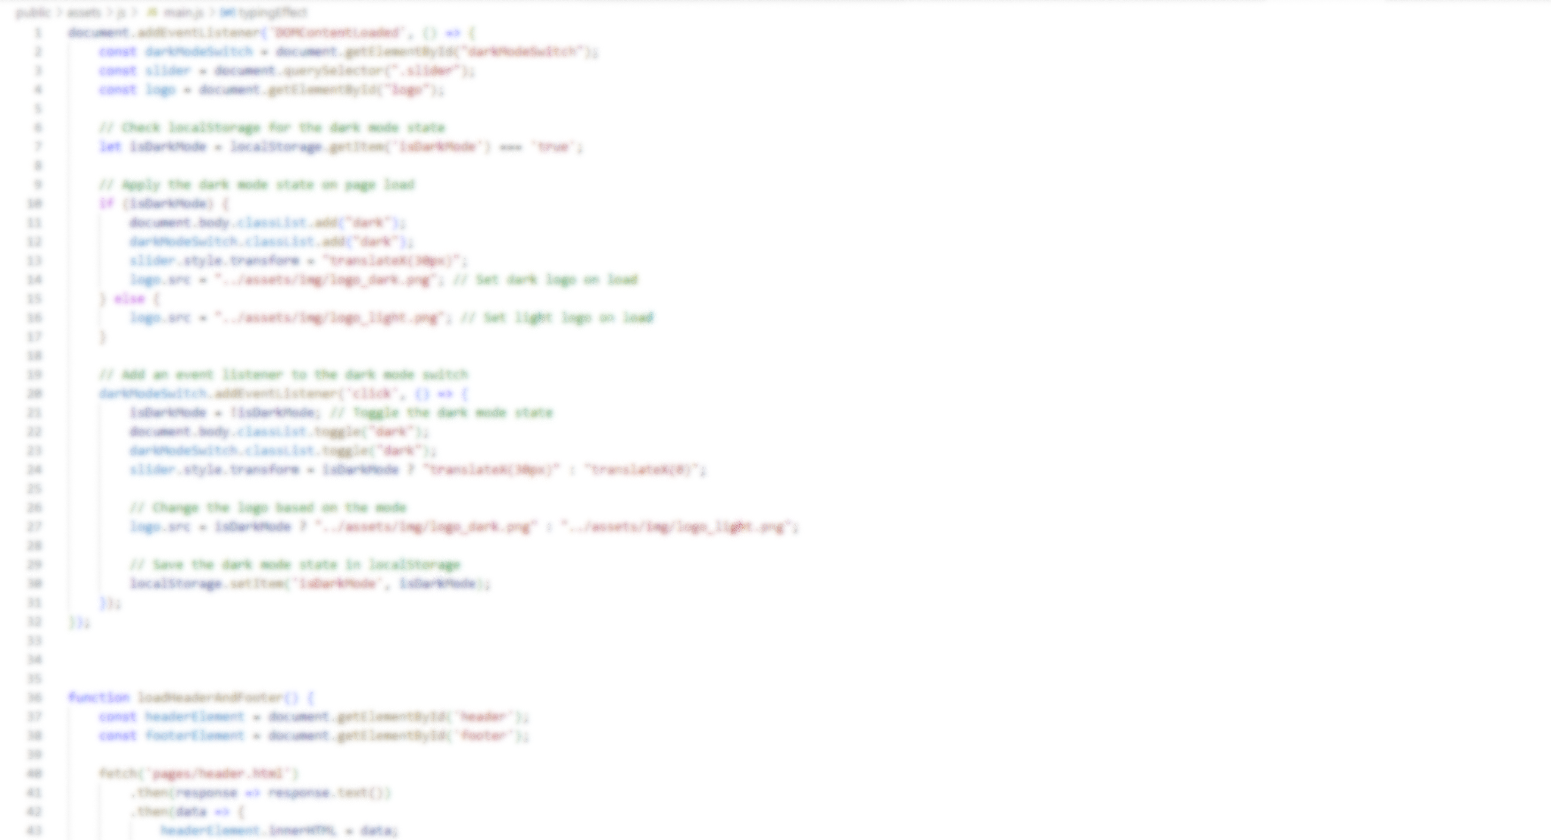 public > assets > js > main.js > typingEffect
1 document.addEventListener('DOMContentLoaded', () => {
2 const darkModeSwitch = document.getElementById("darkModeSwitch");
3 const slider = document.querySelector(".slider");
4 const logo = document.getElementById("logo");
5
6 // Check localStorage for the dark mode state
7 let isDarkMode = localStorage.getItem('isDarkMode') === 'true';
8
9 // Apply the dark mode state on page load
10 if (isDarkMode) {
11 document.body.classList.add("dark");
12 darkModeSwitch.classList.add("dark");
13 slider.style.transform = "translateX(30px)";
14 logo.src = "../assets/img/logo_dark.png"; // Set dark logo on load
15 } else {
16 logo.src = "../assets/img/logo_light.png"; // Set light logo on load
17 }
18
19 // Add an event listener to the dark mode switch
20 darkModeSwitch.addEventListener('click', () => {
21 isDarkMode = !isDarkMode; // Toggle the dark mode state
22 document.body.classList.toggle("dark");
23 darkModeSwitch.classList.toggle("dark");
24 slider.style.transform = isDarkMode ? "translateX(30px)" : "translateX(0)";
25
26 // Change the logo based on the mode
27 logo.src = isDarkMode ? "../assets/img/logo_dark.png" : "../assets/img/logo_light.png";
28
29 // Save the dark mode state in localStorage
30 localStorage.setItem('isDarkMode', isDarkMode);
31 });
32 });
33
34
35
36 function loadHeaderAndFooter() {
37 const headerElement = document.getElementById('header');
38 const footerElement = document.getElementById('footer');
39
40 fetch('pages/header.html')
41 .then(response => response.text())
42 .then(data => {
43 headerElement.innerHTML = data;